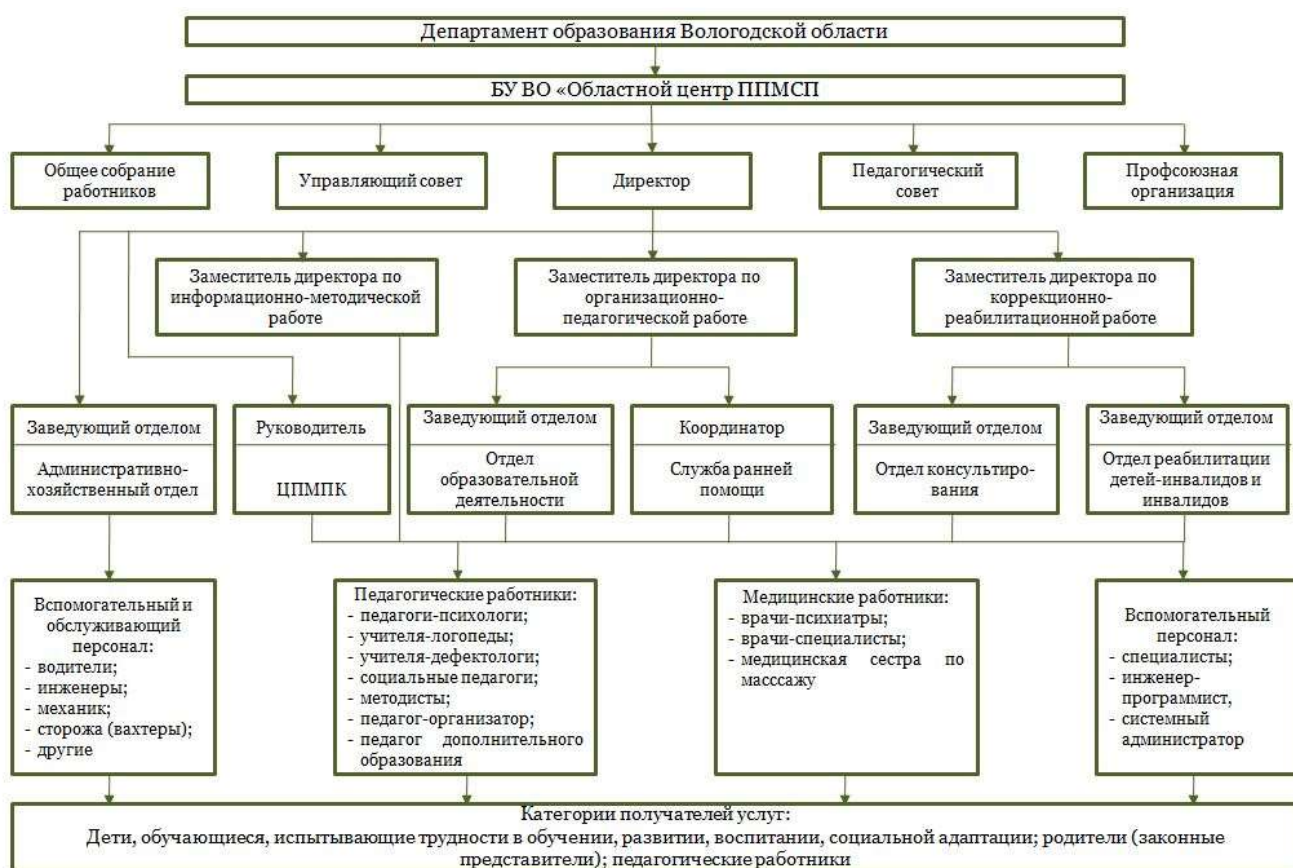 Департамент образования Вологодской области
БУ ВО «Областной центр ППМСП
Общее собрание
работников
Управляющий совет
Директор
Педагогический
совет
Профсоюзная
организация
Заместитель директора по
информационно-методической
работе
Заместитель директора по
организационно-
педагогической работе
Заместитель директора по
коррекционно-
реабилитационной работе
Заведующий отделом
Административно-
хозяйственный отдел
Руководитель
ЦПМПК
Заведующий отделом
Отдел
образовательной
деятельности
Координатор
Служба ранней
помощи
Заведующий отделом
Отдел консультиро-
вания
Заведующий отделом
Отдел реабилитации
детей-инвалидов и
инвалидов
Вспомогательный и
обслуживающий
персонал:
- водители;
- инженеры;
- механик;
- сторожа (вахтеры);
- другие
Педагогические работники:
- педагоги-психологи;
- учителя-логопеды;
- учителя-дефектологи;
- социальные педагоги;
- методисты;
- педагог-организатор;
- педагог дополнительного
образования
Медицинские работники:
- врачи-психиатры;
- врачи-специалисты;
- медицинская сестра по
масссажу
Вспомогательный
персонал:
- специалисты;
- инженер-
программист,
- системный
администратор
Категории получателей услуг:
Дети, обучающиеся, испытывающие трудности в обучении, развитии, воспитании, социальной адаптации; родители (законные
представители); педагогические работники